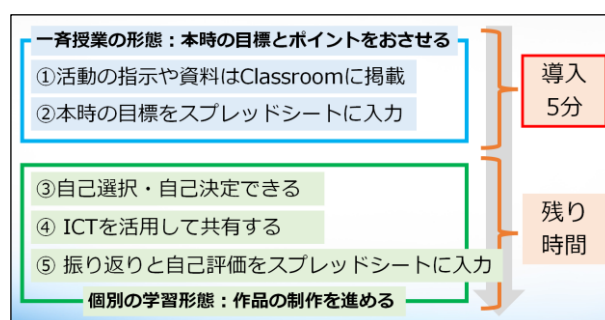 一斉授業の形態：本時の目標とポイントをおさせる
①活動の指示や資料はClassroomに掲載
②本時の目標をスプレッドシートに入力
導入
5分
③自己選択・自己決定できる
④ ICTを活用して共有する
⑤ 振り返りと自己評価をスプレッドシートに入力
個別の学習形態：作品の制作を進める
残り
時間